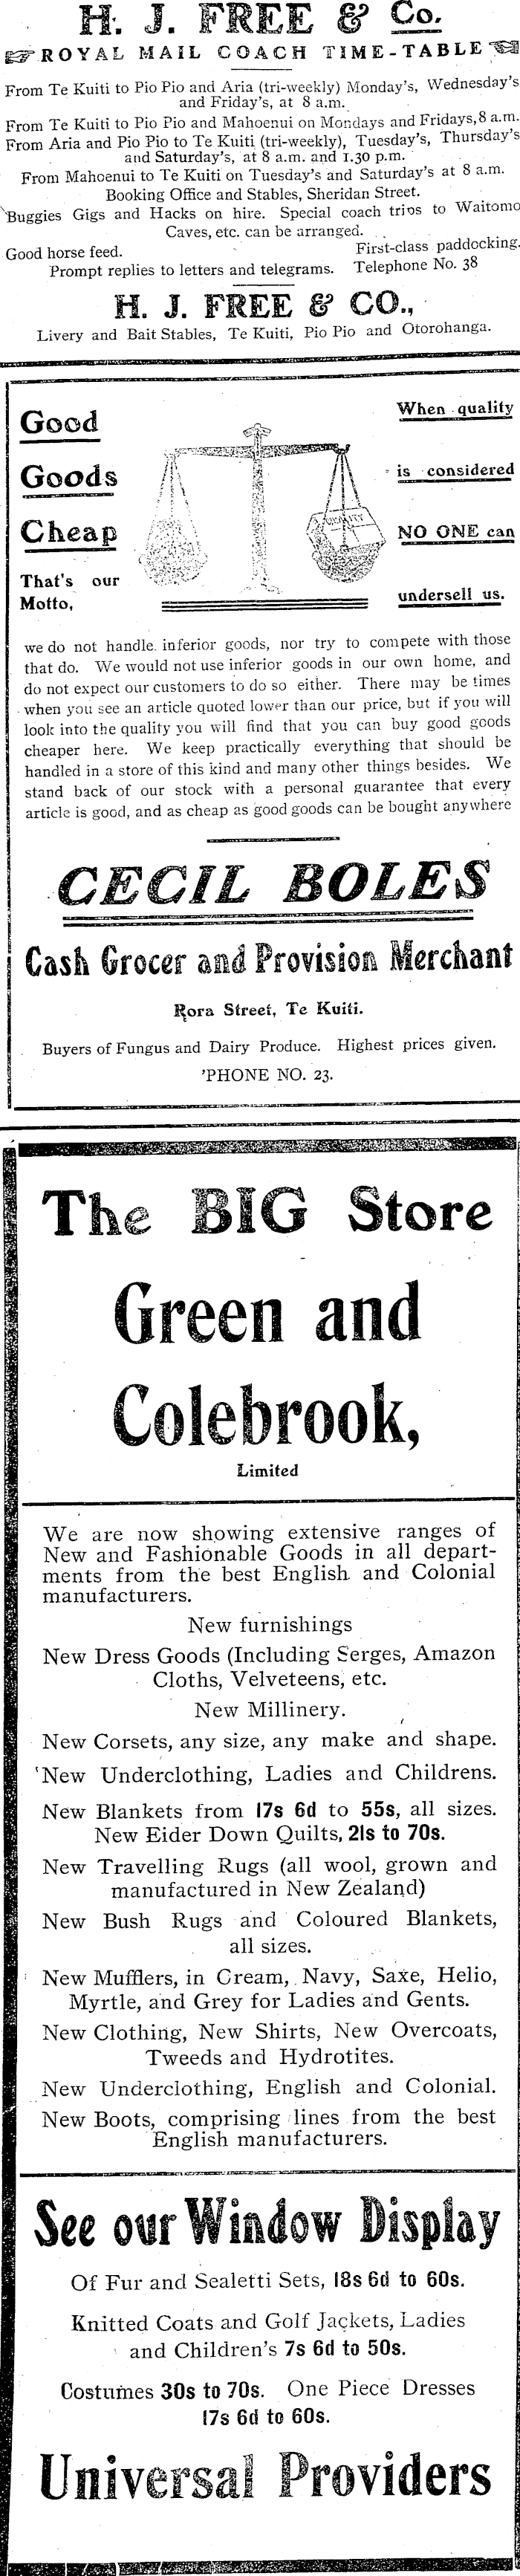 H. J. FREE & Co.
ROYAL MAIL COACH TIME-TABLE
From Te Kuiti to Pio Pio and Aria (tri-weekly) Monday's, Wednesday's
and Friday's, at 8 a.m.
From Te Kuiti to Pio Pio and Mahoenui on Mondays and Fridays, 8 a.m.
From Aria and Pio Pio to Te Kuiti (tri-weekly), Tuesday's, Thursday's
and Saturday's, at 8 a.m. and 1.30 p.m.
From Mahoenui to Te Kuiti on Tuesday's and Saturday's at 8 a.m.
Booking Office and Stables, Sheridan Street.
Buggies Gigs and Hacks on hire. Special coach trips to Waitomo
Caves, etc. can be arranged.
Good horse feed. First-class paddocking.
Prompt replies to letters and telegrams. Telephone No. 38
H. J. FREE & CO.,
Livery and Bait Stables, Te Kuiti, Pio Pio and Otorohanga.
Good
Goods
Cheap
That's our
Motto,
QUALITY
When quality
is considered
NO ONE can
undersell us.
we do not handle inferior goods, nor try to compete with those
that do. We would not use inferior goods in our own home, and
do not expect our customers to do so either. There may be times
when you see an article quoted lower than our price, but if you will
look into the quality you will find that you can buy good goods
cheaper here. We keep practically everything that should be
handled in a store of this kind and many other things besides. We
stand back of our stock with a personal guarantee that every
article is good, and as cheap as good goods can be bought anywhere
CECIL BOLES
Cash Grocer and Provision Merchant
Rora Street, Te Kuiti.
Buyers of Fungus and Dairy Produce. Highest prices given.
'PHONE NO. 23.
The BIG Store
Green and
Colebrook,
Limited
We are now showing extensive ranges of
New and Fashionable Goods in all depart-
ments from the best English and Colonial
manufacturers.
New furnishings
New Dress Goods (Including Serges, Amazon
Cloths, Velveteens, etc.
New Millinery.
New Corsets, any size, any make and shape.
New Underclothing, Ladies and Childrens.
New Blankets from 17s 6d to 55s, all sizes.
New Eider Down Quilts, 21s to 70s.
New Travelling Rugs (all wool, grown and
manufactured in New Zealand)
New Bush Rugs and Coloured Blankets,
all sizes.
New Mufflers, in Cream, Navy, Saxe, Helio,
Myrtle, and Grey for Ladies and Gents.
New Clothing, New Shirts, New Overcoats,
Tweeds and Hydrotites.
New Underclothing, English and Colonial.
New Boots, comprising lines from the best
English manufacturers.
See our Window Display
Of Fur and Sealetti Sets, 18s 6d to 60s.
Knitted Coats and Golf Jackets, Ladies
and Children's 7s 6d to 50s.
Costumes 30s to 70s. One Piece Dresses
17s 6d to 60s.
Universal Providers